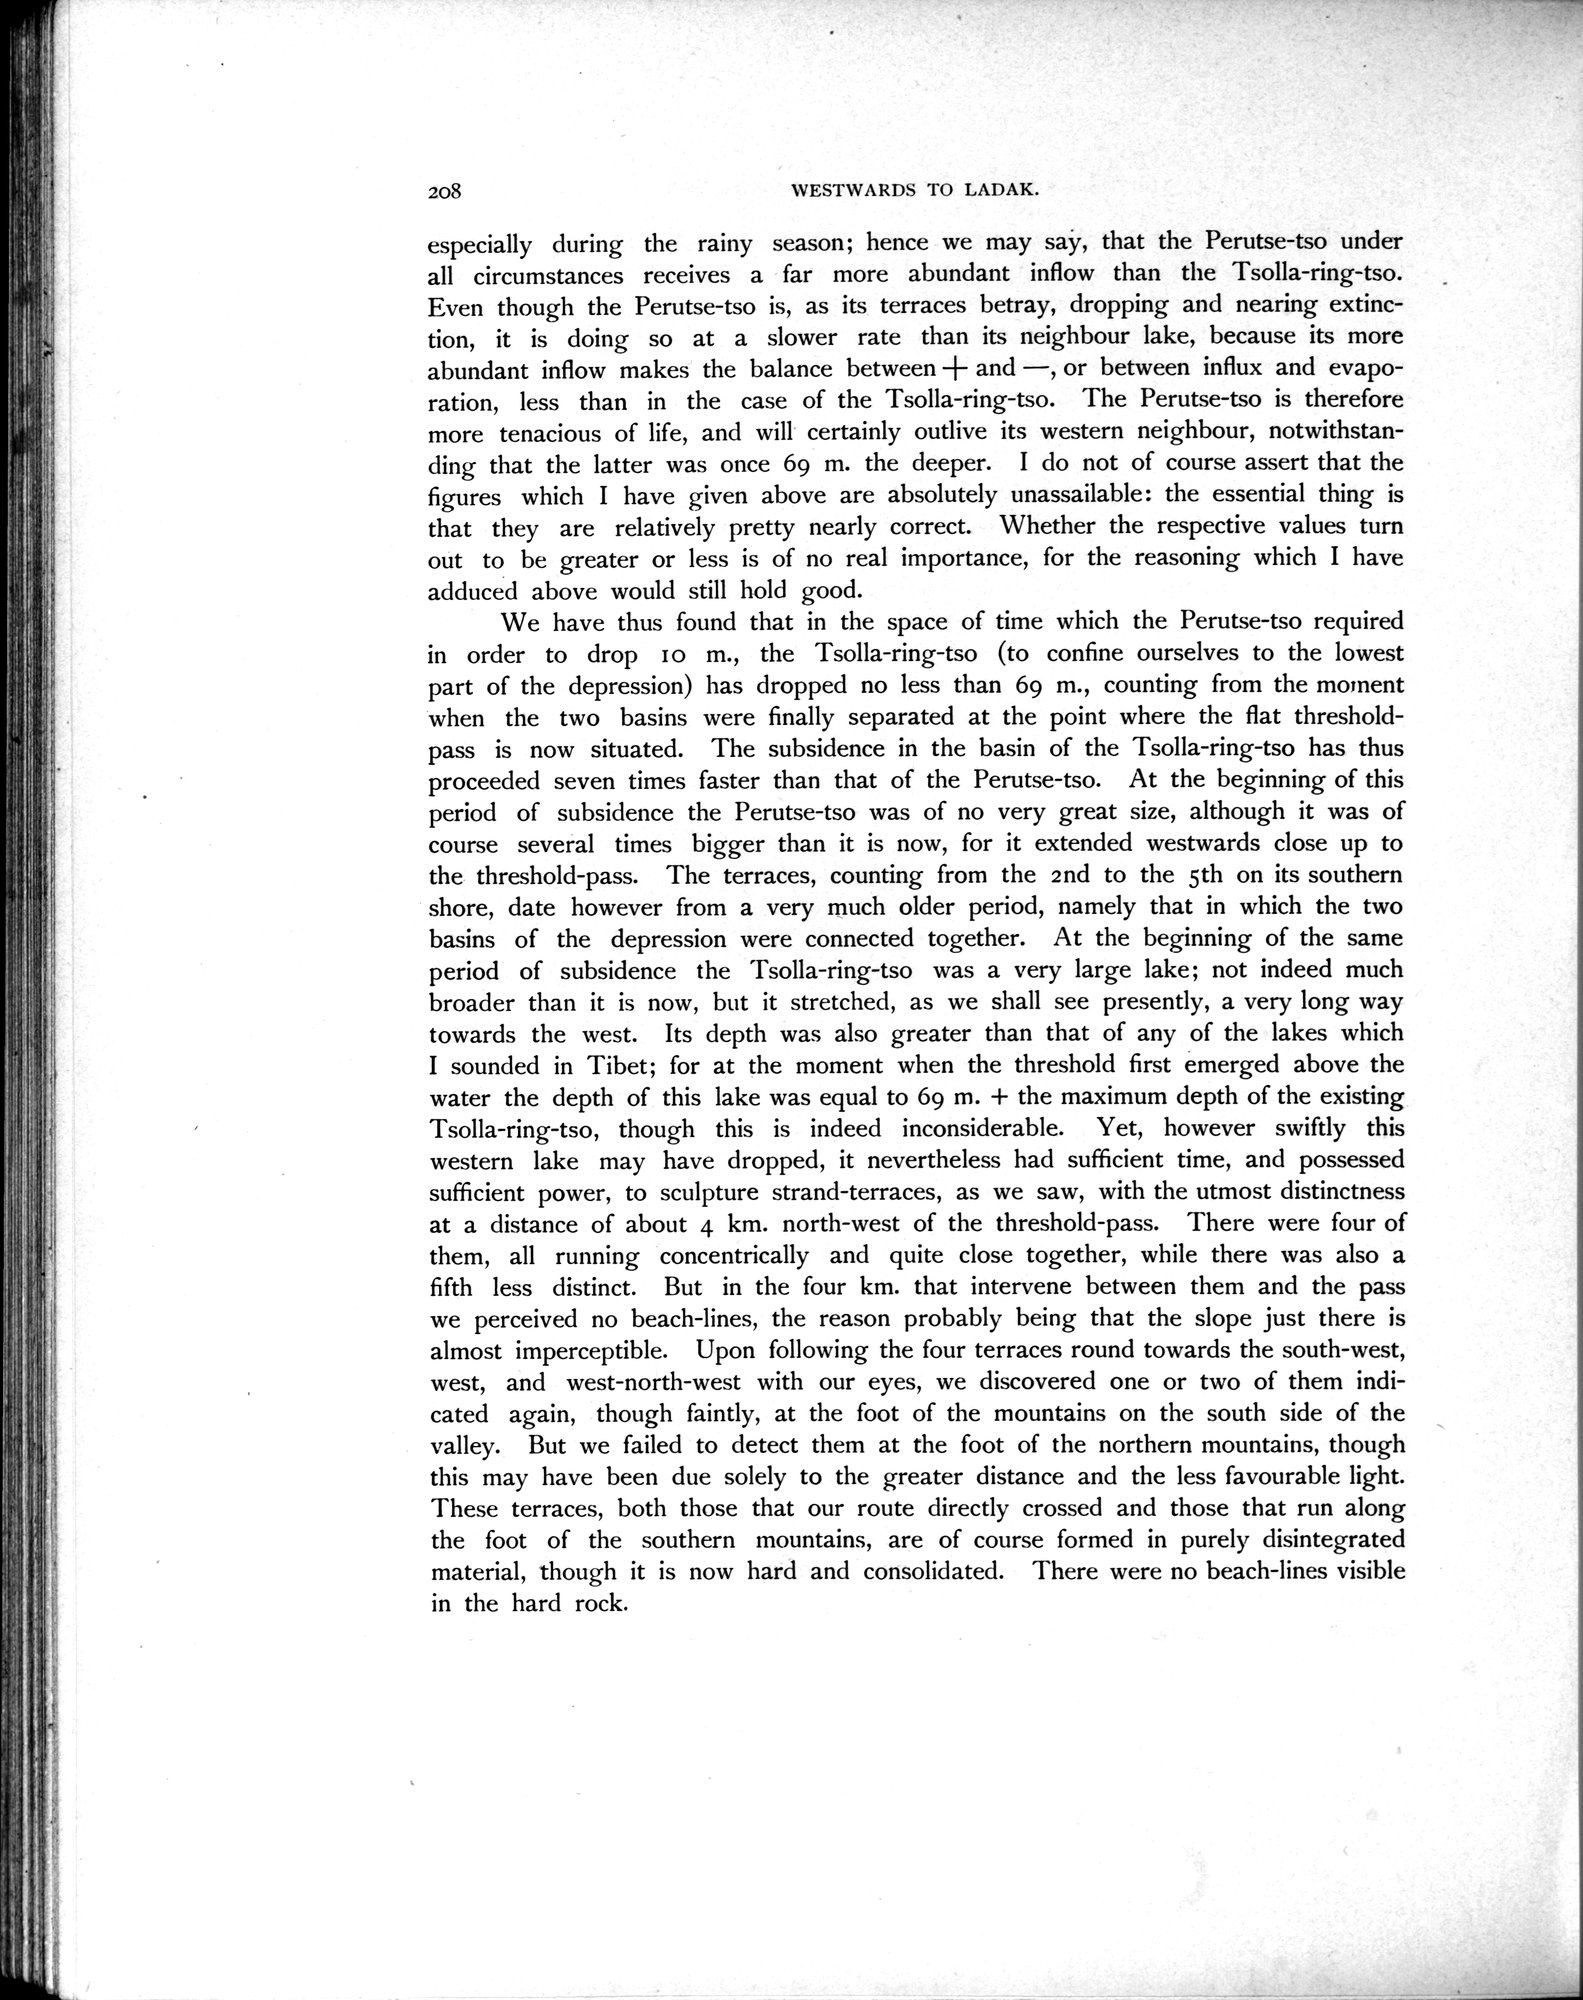 208 WESTWARDS TO LADAK.
especially during the rainy season; hence we may say, that the Perutse-tso under
all circumstances receives a far more abundant inflow than the Tsolla-ring-tso.
Even though the Perutse-tso is, as its terraces betray, dropping and nearing extinc-
tion, it is doing so at a slower rate than its neighbour lake, because its more
abundant inflow makes the balance between + and —, or between influx and evapo-
ration, less than in the case of the Tsolla-ring-tso. The Perutse-tso is therefore
more tenacious of life, and will certainly outlive its western neighbour, notwithstan-
ding that the latter was once 69 m. the deeper. I do not of course assert that the
figures which I have given above are absolutely unassailable: the essential thing is
that they are relatively pretty nearly correct. Whether the respective values turn
out to be greater or less is of no real importance, for the reasoning which I have
adduced above would still hold good.
We have thus found that in the space of time which the Perutse-tso required
in order to drop 10 m., the Tsolla-ring-tso (to confine ourselves to the lowest
part of the depression) has dropped no less than 69 m., counting from the moment
when the two basins were finally separated at the point where the flat threshold-
pass is now situated. The subsidence in the basin of the Tsolla-ring-tso has thus
proceeded seven times faster than that of the Perutse-tso. At the beginning of this
period of subsidence the Perutse-tso was of no very great size, although it was of
course several times bigger than it is now, for it extended westwards close up to
the threshold-pass. The terraces, counting from the 2nd to the 5th on its southern
shore, date however from a very much older period, namely that in which the two
basins of the depression were connected together. At the beginning of the same
period of subsidence the Tsolla-ring-tso was a very large lake; not indeed much
broader than it is now, but it stretched, as we shall see presently, a very long way
towards the west. Its depth was also greater than that of any of the lakes which
I sounded in Tibet; for at the moment when the threshold first emerged above the
water the depth of this lake was equal to 69 m. + the maximum depth of the existing
Tsolla-ring-tso, though this is indeed inconsiderable. Yet, however swiftly this
western lake may have dropped, it nevertheless had sufficient time, and possessed
sufficient power, to sculpture strand-terraces, as we saw, with the utmost distinctness
at a distance of about 4 km. north-west of the threshold-pass. There were four of
them, all running concentrically and quite close together, while there was also a
fifth less distinct. But in the four km. that intervene between them and the pass
we perceived no beach-lines, the reason probably being that the slope just there is
almost imperceptible. Upon following the four terraces round towards the south-west,
west, and west-north-west with our eyes, we discovered one or two of them indi-
cated again, though faintly, at the foot of the mountains on the south side of the
valley. But we failed to detect them at the foot of the northern mountains, though
this may have been due solely to the greater distance and the less favourable light.
These terraces, both those that our route directly crossed and those that run along
the foot of the southern mountains, are of course formed in purely disintegrated
material, though it is now hard and consolidated. There were no beach-lines visible
in the hard rock.